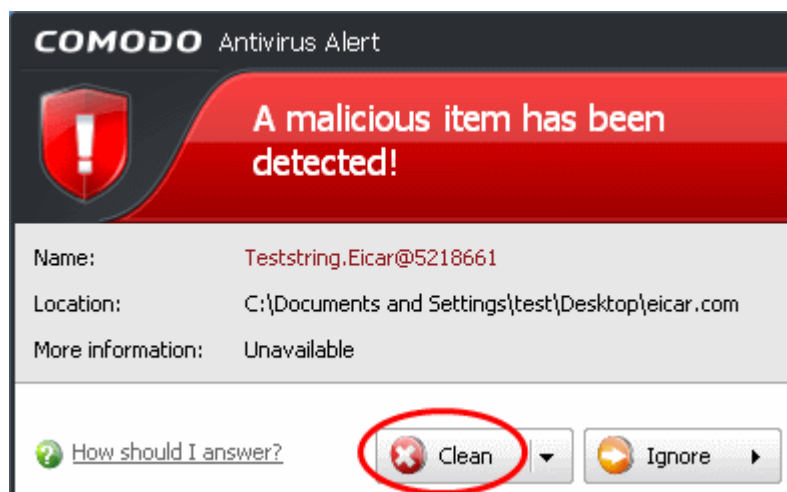 COMODO Antivirus Alert
A malicious item has been
detected!
Name: Teststring.Eicar@5218661
Location: C:\Documents and Settings\test\Desktop\eicar.com
More information: Unavailable
How should I answer? Clean Ignore